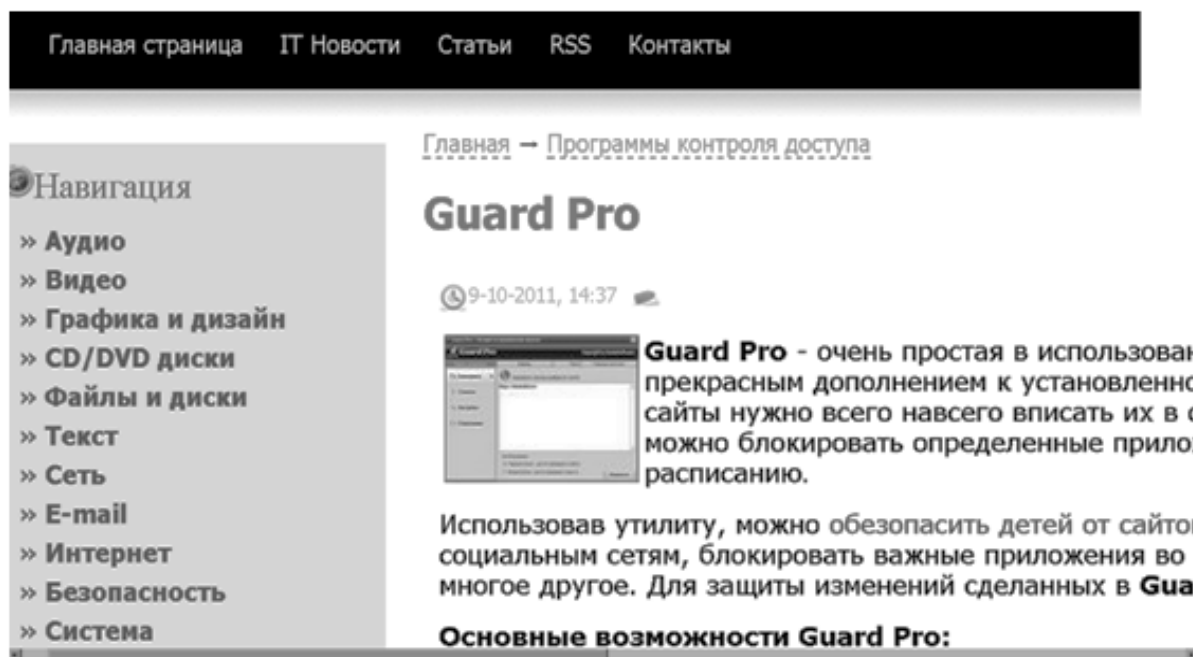 Главная страница IT Новости Статьи RSS Контакты
Навигация
» Аудио
» Видео
» Графика и дизайн
» CD/DVD диски
» Файлы и диски
» Текст
» Сеть
» E-mail
» Интернет
» Безопасность
» Система
Главная → Программы контроля доступа
Guard Pro
9-10-2011, 14:37
Guard Pro - очень простая в использован
прекрасным дополнением к установленно
сайты нужно всего навсего вписать их в
можно блокировать определенные прило
расписанию.
Использовав утилиту, можно обезопасить детей от сайто
социальным сетям, блокировать важные приложения во
многое другое. Для защиты изменений сделанных в Gua
Основные возможности Guard Pro: